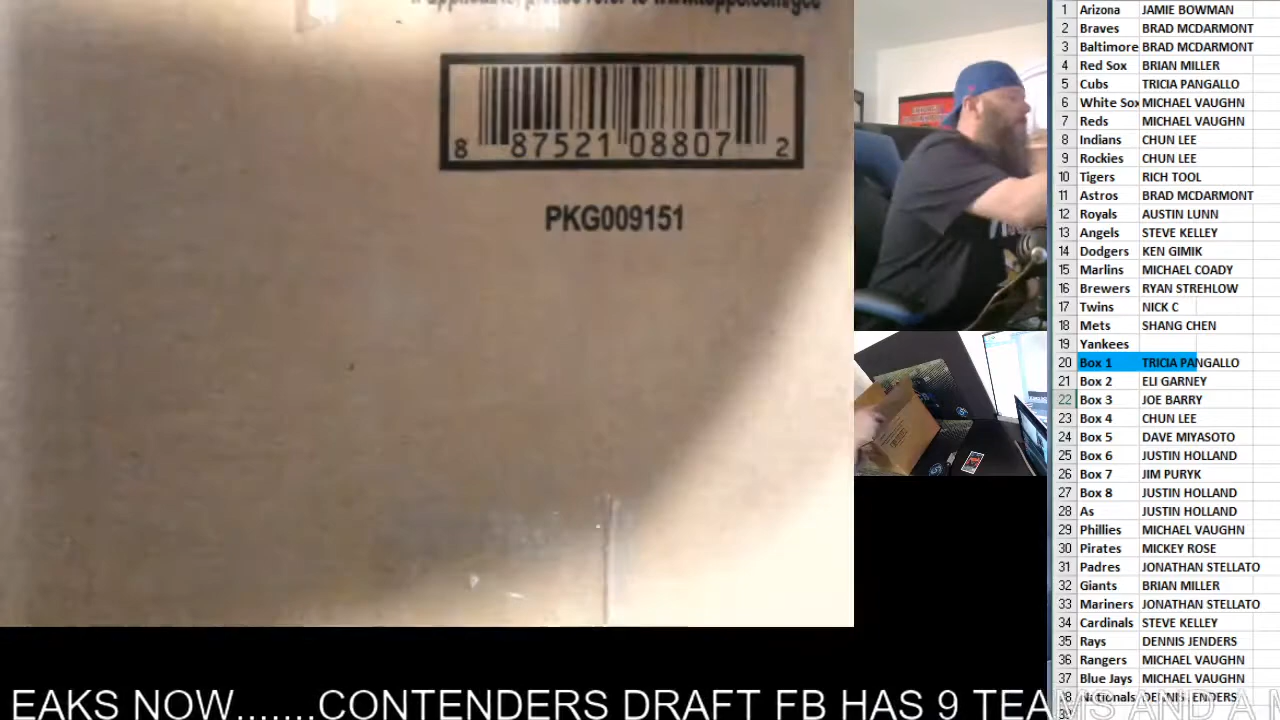 8 87521 08807 2
PKG009151
1 Arizona JAMIE BOWMAN
2 Braves BRAD MCDARMONT
3 Baltimore BRAD MCDARMONT
4 Red Sox BRIAN MILLER
5 Cubs TRICIA PANGALLO
6 White Sox MICHAEL VAUGHN
7 Reds MICHAEL VAUGHN
8 Indians CHUN LEE
9 Rockies CHUN LEE
10 Tigers RICH TOOL
11 Astros BRAD MCDARMONT
12 Royals AUSTIN LUNN
13 Angels STEVE KELLEY
14 Dodgers KEN GIMIK
15 Marlins MICHAEL COADY
16 Brewers RYAN STREHLOW
17 Twins NICK C
18 Mets SHANG CHEN
19 Yankees
20 Box 1 TRICIA PANGALLO
21 Box 2 ELI GARNEY
22 Box 3 JOE BARRY
23 Box 4 CHUN LEE
24 Box 5 DAVE MIYASOTO
25 Box 6 JUSTIN HOLLAND
26 Box 7 JIM PURYK
27 Box 8 JUSTIN HOLLAND
28 As JUSTIN HOLLAND
29 Phillies MICHAEL VAUGHN
30 Pirates MICKEY ROSE
31 Padres JONATHAN STELLATO
32 Giants BRIAN MILLER
33 Mariners JONATHAN STELLATO
34 Cardinals STEVE KELLEY
35 Rays DENNIS JENDERS
36 Rangers MICHAEL VAUGHN
37 Blue Jays MICHAEL VAUGHN
38 Nationals DENNIS JENDERS
EAKS NOW.......CONTENDERS DRAFT FB HAS 9 TEAMS AND A